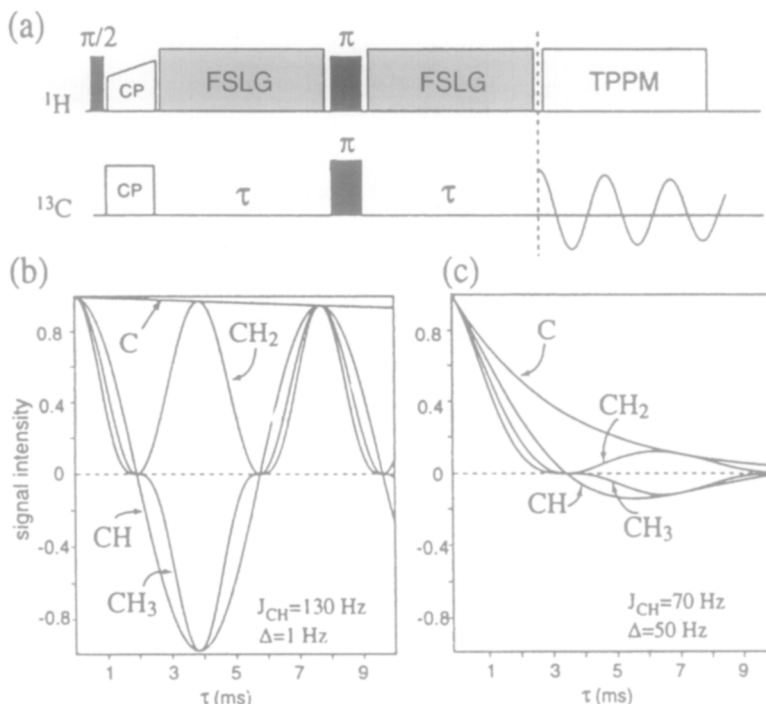 (a)
π/2
π
CP
FSLG
FSLG
TPPM
¹H
π
CP
τ
τ
¹³C
(b)
(c)
signal intensity
0.8
0.4
0
-0.4
-0.8
C
CH₂
CH
CH₃
J_CH=130 Hz
Δ=1 Hz
1
3
5
7
9
τ (ms)
0.8
0.4
0
-0.4
-0.8
C
CH₂
CH
CH₃
J_CH=70 Hz
Δ=50 Hz
1
3
5
7
9
τ (ms)